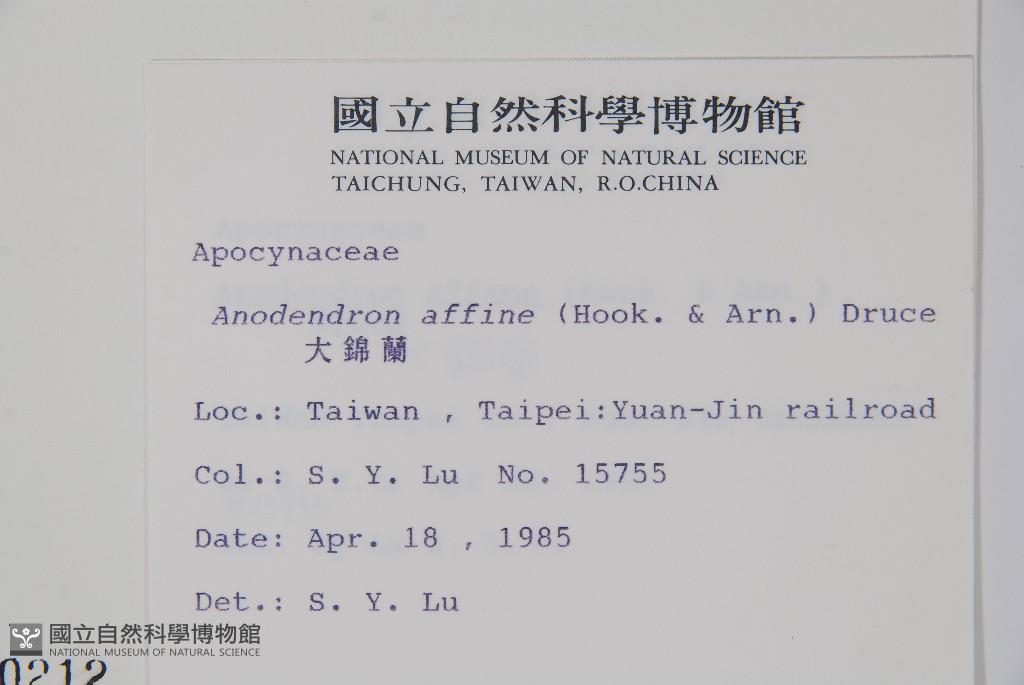 國立自然科學博物館
NATIONAL MUSEUM OF NATURAL SCIENCE
TAICHUNG, TAIWAN, R.O.CHINA
Apocynaceae
Anodendron affine (Hook. & Arn.) Druce
大錦蘭
Loc.: Taiwan , Taipei:Yuan-Jin railroad
Col.: S. Y. Lu No. 15755
Date: Apr. 18 , 1985
Det.: S. Y. Lu
國立自然科學博物館
NATIONAL MUSEUM OF NATURAL SCIENCE
0212